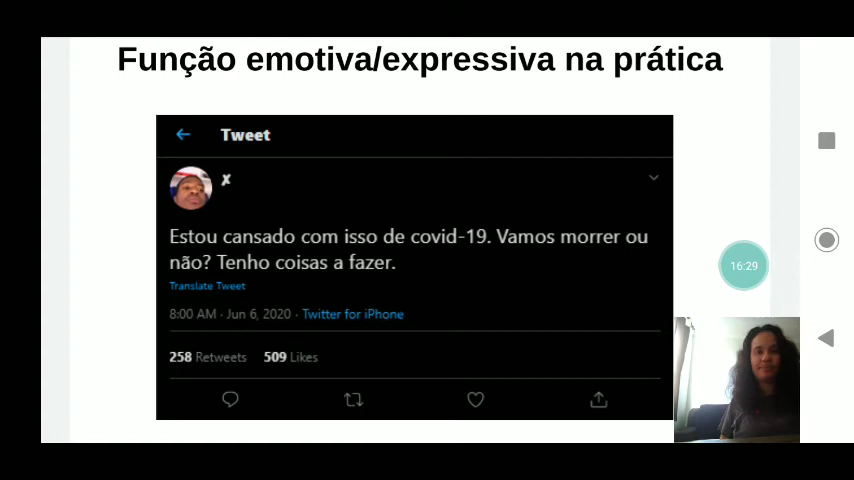 Função emotiva/expressiva na prática
Tweet
X
Estou cansado com isso de covid-19. Vamos morrer ou
não? Tenho coisas a fazer.
Translate Tweet
8:00 AM · Jun 6, 2020 · Twitter for iPhone
258 Retweets 509 Likes
16:29